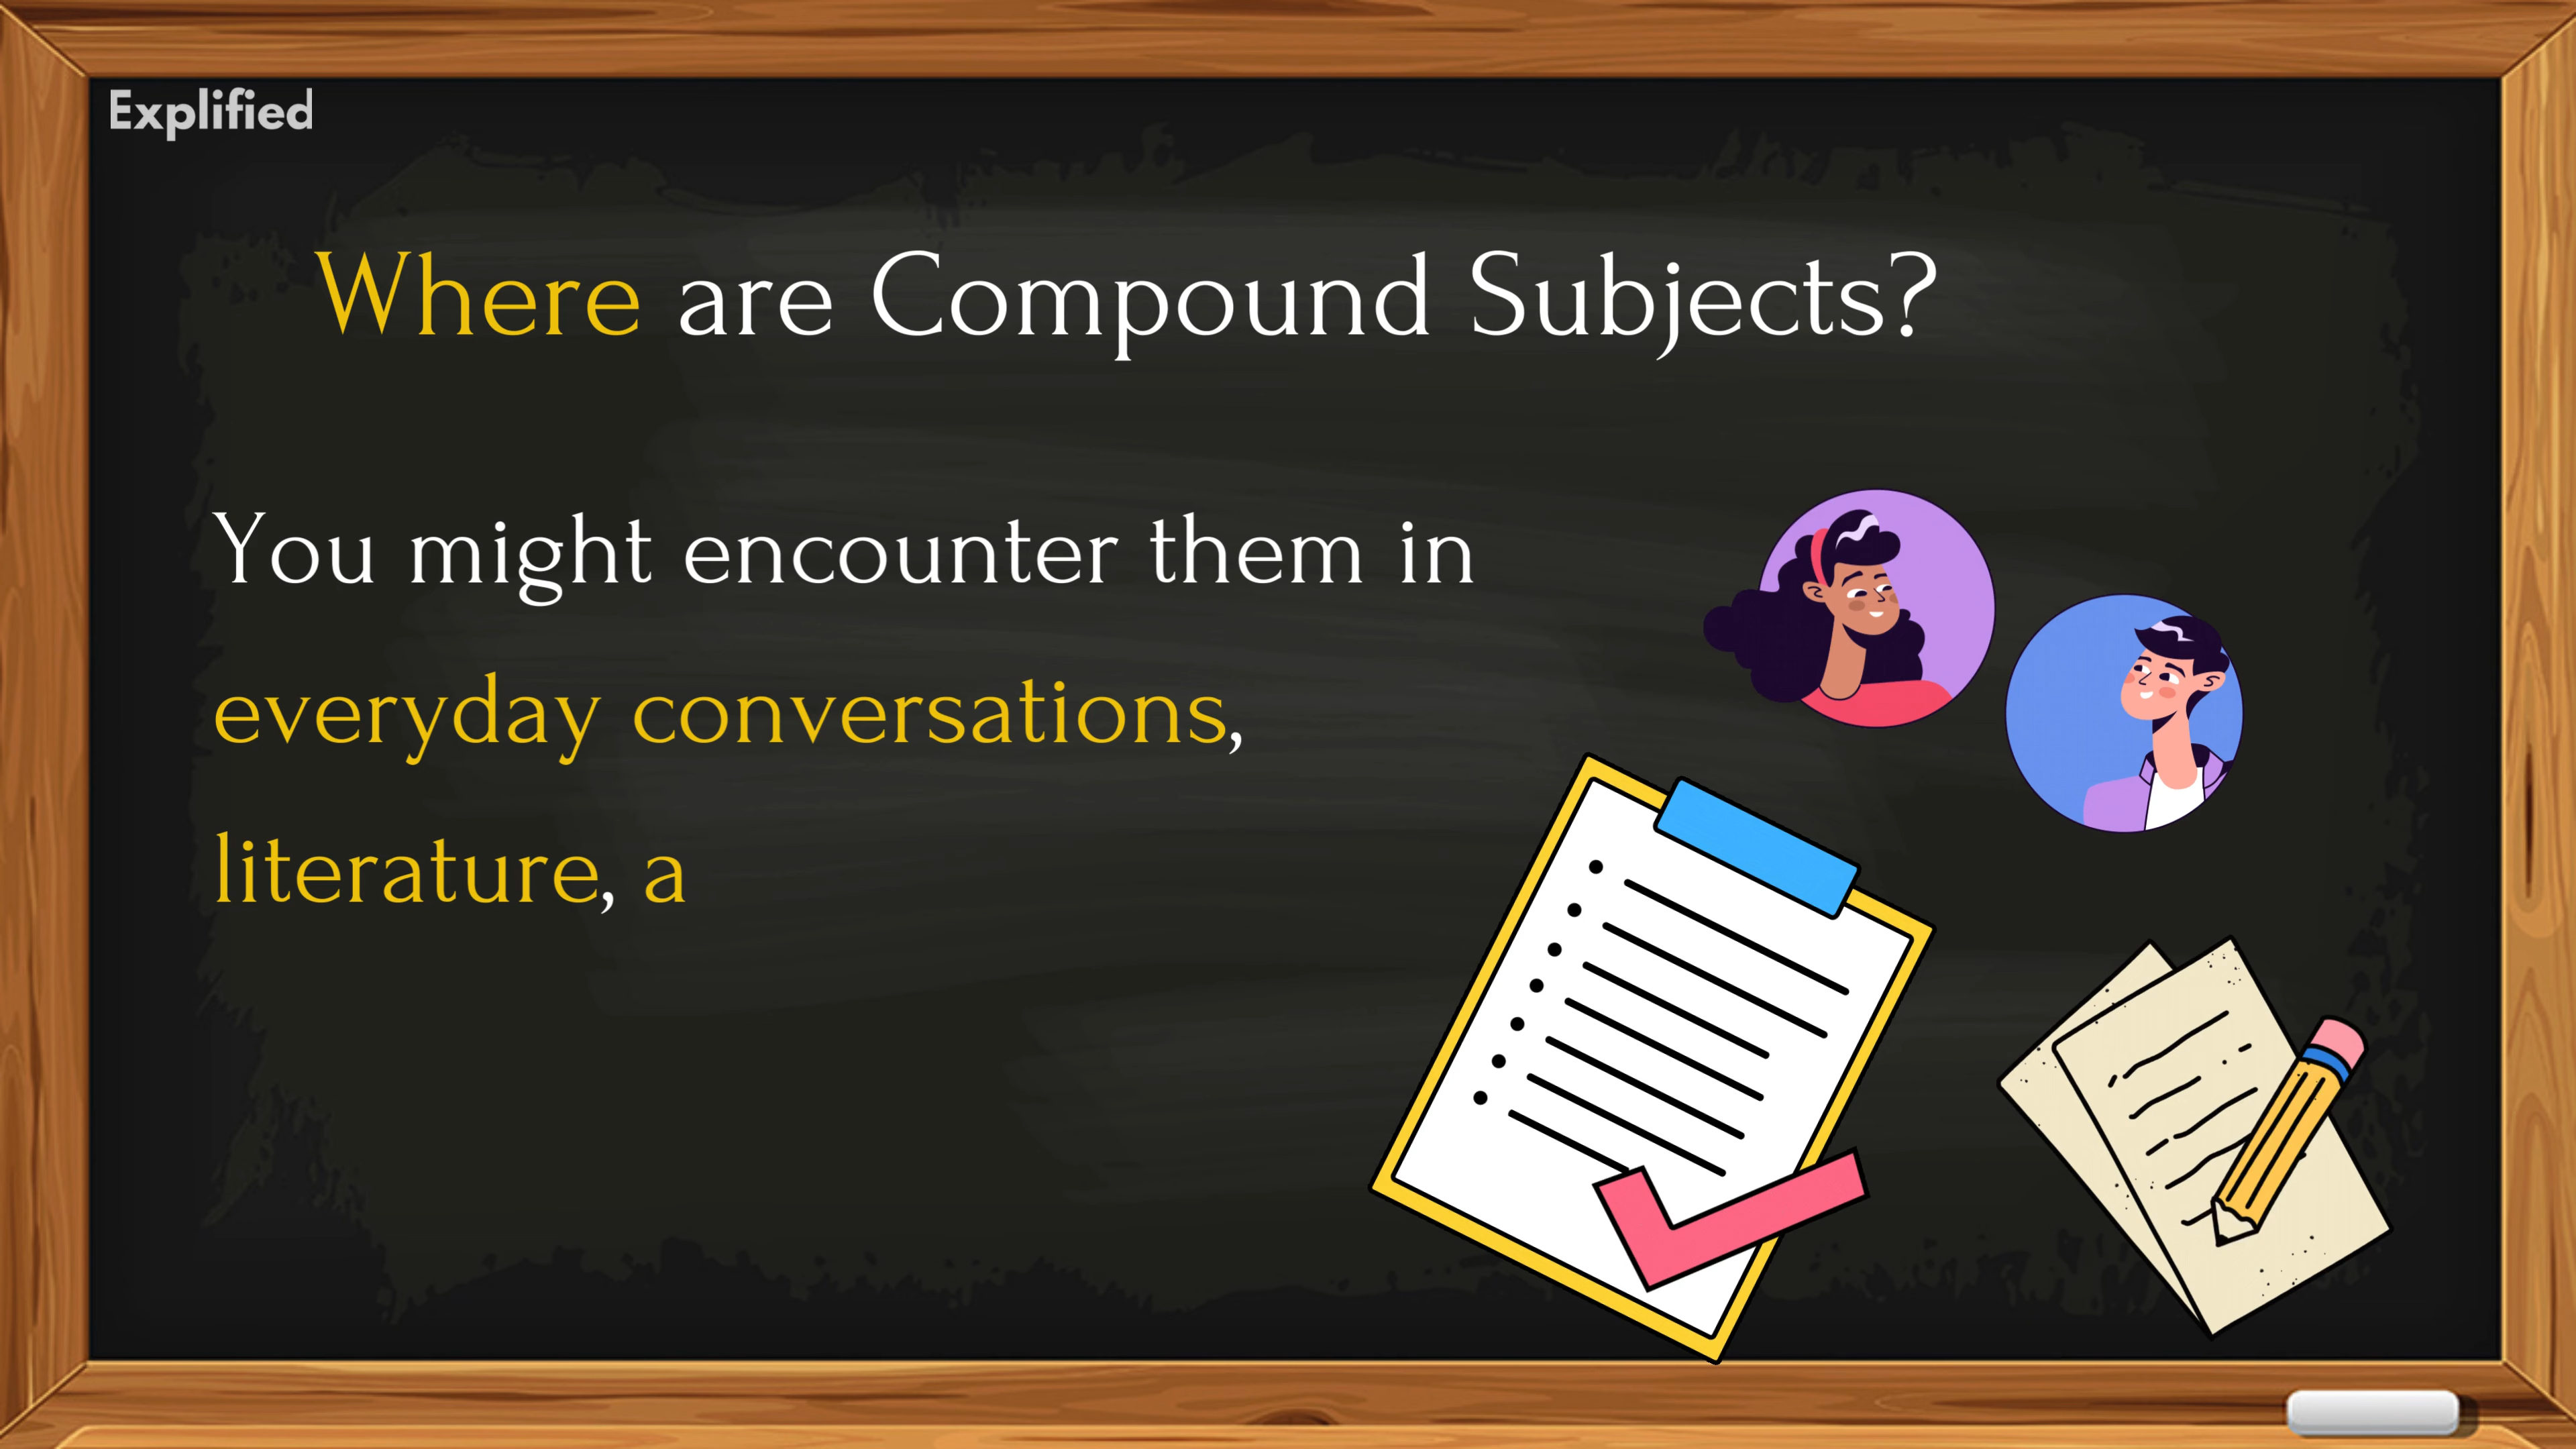 Explified
Where are Compound Subjects?
You might encounter them in
everyday conversations,
literature, a